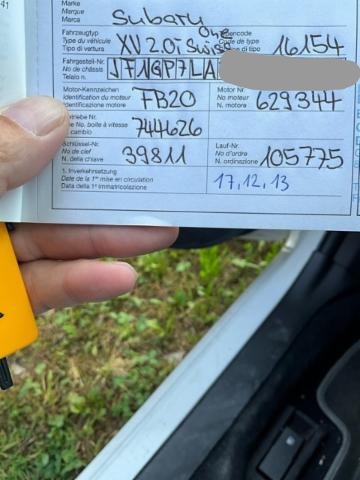 41
Marke
Marque
Marca
Subaru
Fahrzeugtyp
Type du véhicule
Tipo di vettura
XV 2.0i Swiss One
code de type
di tipo
16154
Fahrgestell-Nr.
No de châssis
Telaio n.
JF1GP7LA
Motor-Kennzeichen
Identification du moteur
Identificazione motore
FB20
Motor Nr.
No moteur
N. motore
629344
Getriebe Nr.
No. boîte à vitesse
cambio
744626
Schlüssel-Nr.
No de clef
N. della chiave
39811
Lauf-Nr.
No d'ordre
N. ordinazione
105775
1. Inverkehrsetzung
Date de la 1re mise en circulation
Data della 1a immatricolazione
17.12.13